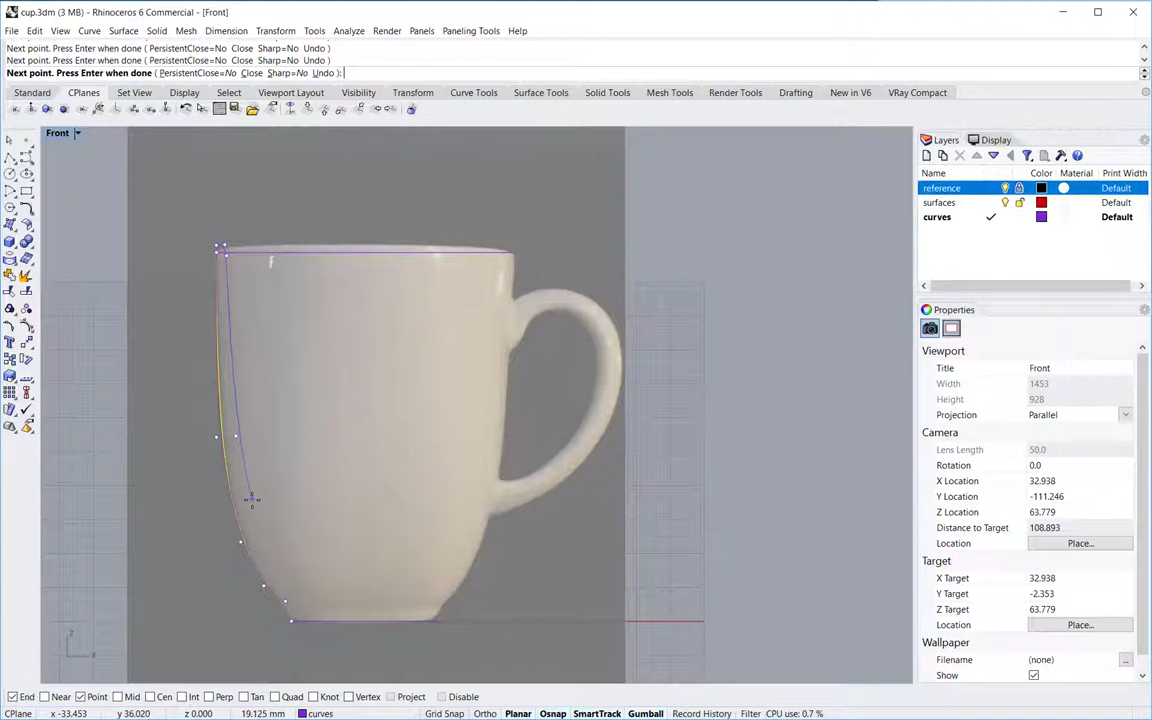 cup.3dm (3 MB) - Rhinoceros 6 Commercial - [Front]
File Edit View Curve Surface Solid Mesh Dimension Transform Tools Analyze Render Panels Paneling Tools Help
Next point. Press Enter when done ( PersistentClose=No Close Sharp=No Undo )
Next point. Press Enter when done ( PersistentClose=No Close Sharp=No Undo )
Next point. Press Enter when done ( PersistentClose=No Close Sharp=No Undo ):
Standard CPlanes Set View Display Select Viewport Layout Visibility Transform Curve Tools Surface Tools Solid Tools Mesh Tools Render Tools Drafting New in V6 VRay Compact
Front
Layers Display
Name Color Material Print Width
reference Default
surfaces Default
curves Default
Properties
Viewport
Title Front
Width 1453
Height 928
Projection Parallel
Camera
Lens Length 50.0
Rotation 0.0
X Location 32.938
Y Location -111.246
Z Location 63.779
Distance to Target 108.893
Location Place...
Target
X Target 32.938
Y Target -2.353
Z Target 63.779
Location Place...
Wallpaper
Filename (none) ...
Show
z
x
End Near Point Mid Cen Int Perp Tan Quad Knot Vertex Project Disable
CPlane x -33.453 y 36.020 z 0.000 19.125 mm curves Grid Snap Ortho Planar Osnap SmartTrack Gumball Record History Filter CPU use: 0.7 %